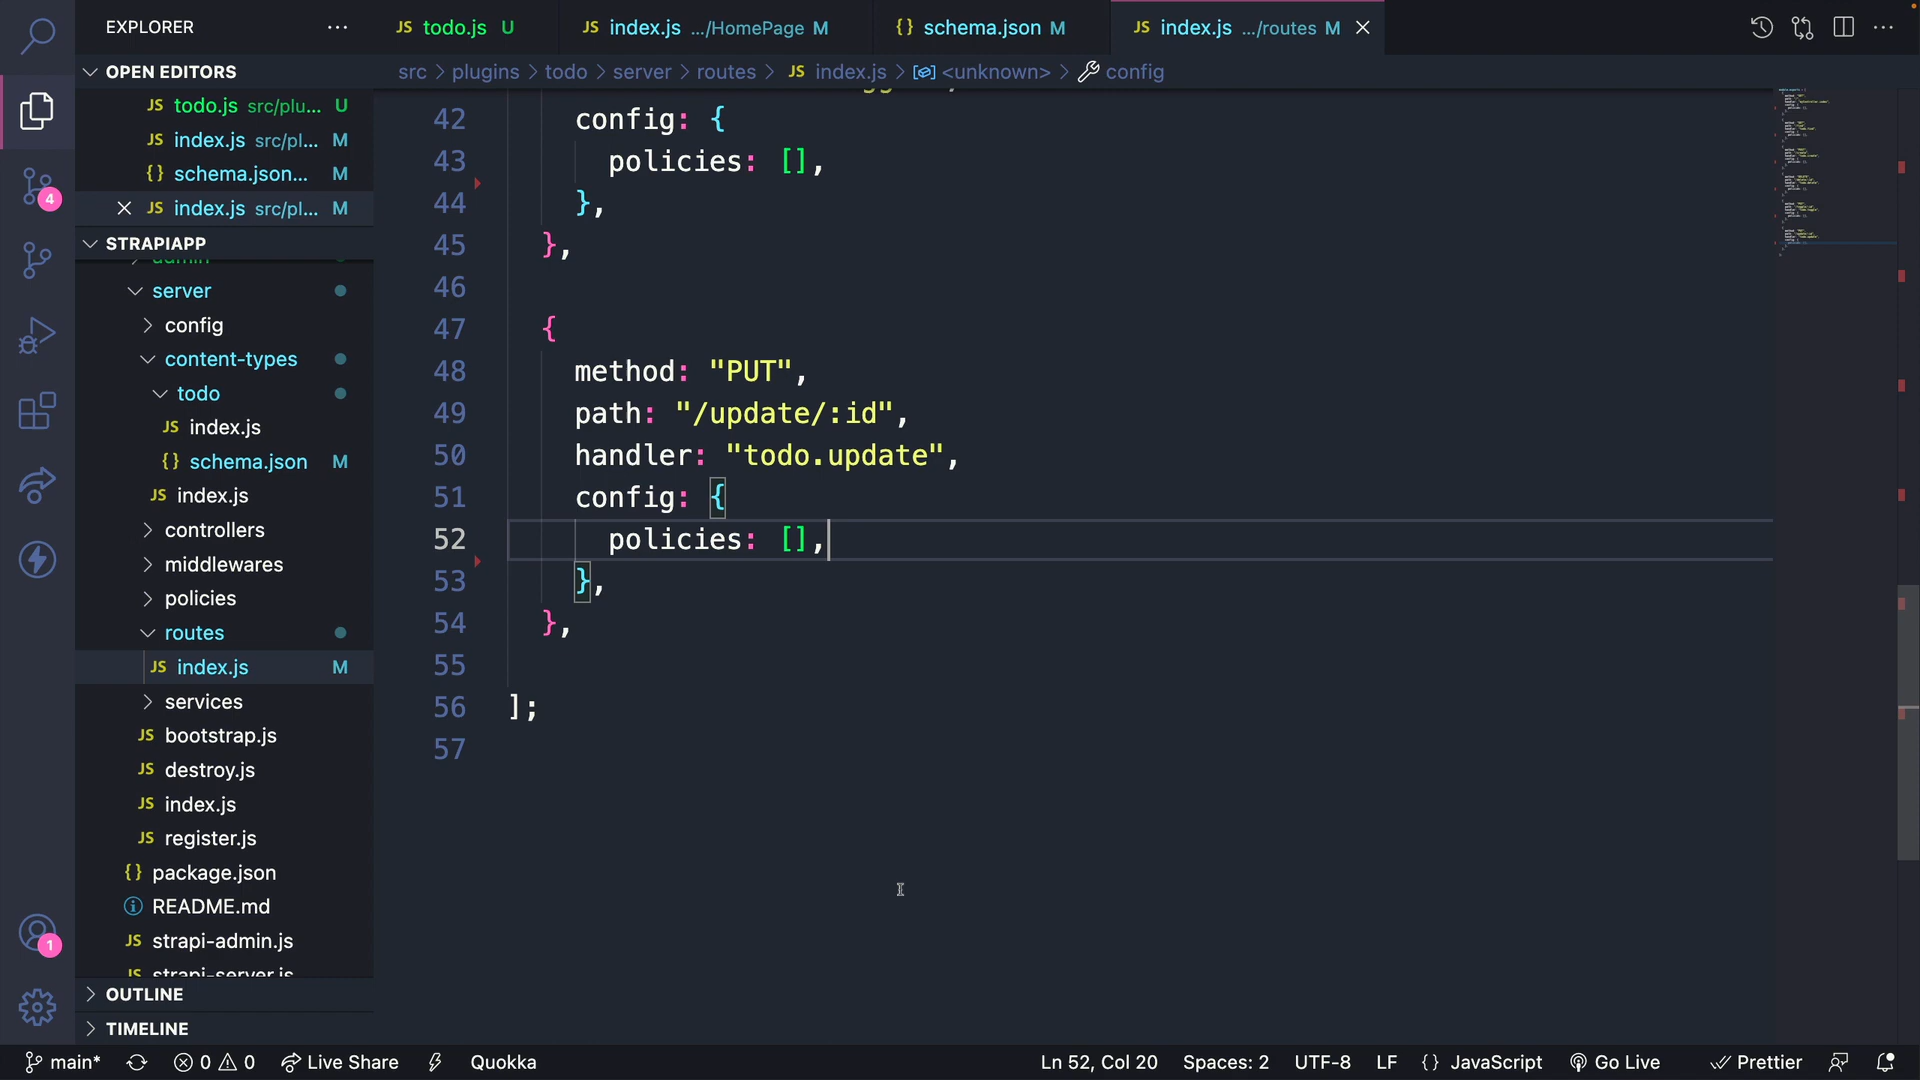 EXPLORER
JS todo.js U
JS index.js .../HomePage M
{} schema.json M
JS index.js .../routes M
OPEN EDITORS
JS todo.js src/plu... U
JS index.js src/pl... M
{} schema.json... M
JS index.js src/pl... M
STRAPIAPP
admin
server
config
content-types
todo
JS index.js
{} schema.json M
JS index.js
controllers
middlewares
policies
routes
JS index.js M
services
JS bootstrap.js
JS destroy.js
JS index.js
JS register.js
{} package.json
README.md
JS strapi-admin.js
JS strapi-server.js
OUTLINE
TIMELINE
4
1
src > plugins > todo > server > routes > JS index.js > <unknown> > config
42 config: {
43 policies: [],
44 },
45 },
46
47 {
48 method: "PUT",
49 path: "/update/:id",
50 handler: "todo.update",
51 config: {
52 policies: [],
53 },
54 },
55
56 ];
57
main* 0 0 Live Share Quokka Ln 52, Col 20 Spaces: 2 UTF-8 LF {} JavaScript Go Live Prettier